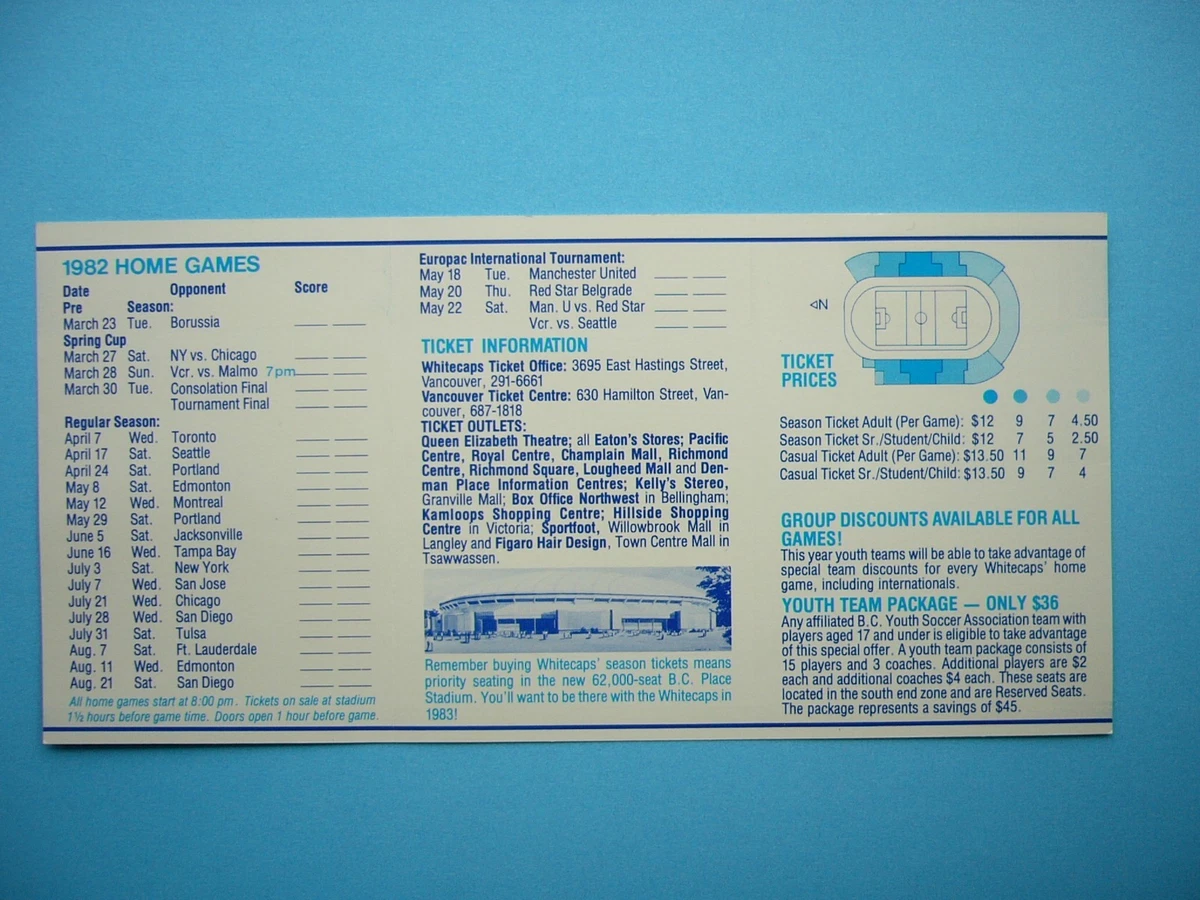 1982 HOME GAMES
Date Opponent Score
Pre Season:
March 23 Tue. Borussia
Spring Cup
March 27 Sat. NY vs. Chicago
March 28 Sun. Vcr. vs. Malmo 7pm
March 30 Tue. Consolation Final
Tournament Final
Regular Season:
April 7 Wed. Toronto
April 17 Sat. Seattle
April 24 Sat. Portland
May 8 Sat. Edmonton
May 12 Wed. Montreal
May 29 Sat. Portland
June 5 Sat. Jacksonville
June 16 Wed. Tampa Bay
July 3 Sat. New York
July 7 Wed. San Jose
July 21 Wed. Chicago
July 28 Wed. San Diego
July 31 Sat. Tulsa
Aug. 7 Sat. Ft. Lauderdale
Aug. 11 Wed. Edmonton
Aug. 21 Sat. San Diego
All home games start at 8:00 pm. Tickets on sale at stadium
1½ hours before game time. Doors open 1 hour before game.
Europac International Tournament:
May 18 Tue. Manchester United
May 20 Thu. Red Star Belgrade
May 22 Sat. Man. U vs. Red Star
Vcr. vs. Seattle
TICKET INFORMATION
Whitecaps Ticket Office: 3695 East Hastings Street,
Vancouver, 291-6661
Vancouver Ticket Centre: 630 Hamilton Street, Van-
couver, 687-1818
TICKET OUTLETS:
Queen Elizabeth Theatre; all Eaton's Stores; Pacific
Centre, Royal Centre, Champlain Mall, Richmond
Centre, Richmond Square, Lougheed Mall and Den-
man Place Information Centres; Kelly's Stereo,
Granville Mall; Box Office Northwest in Bellingham;
Kamloops Shopping Centre; Hillside Shopping
Centre in Victoria; Sportfoot, Willowbrook Mall in
Langley and Figaro Hair Design, Town Centre Mall in
Tsawwassen.
Remember buying Whitecaps' season tickets means
priority seating in the new 62,000-seat B.C. Place
Stadium. You'll want to be there with the Whitecaps in
1983!
N
TICKET
PRICES
Season Ticket Adult (Per Game): $12 9 7 4.50
Season Ticket Sr./Student/Child: $12 7 5 2.50
Casual Ticket Adult (Per Game): $13.50 11 9 7
Casual Ticket Sr./Student/Child: $13.50 9 7 4
GROUP DISCOUNTS AVAILABLE FOR ALL
GAMES!
This year youth teams will be able to take advantage of
special team discounts for every Whitecaps' home
game, including internationals.
YOUTH TEAM PACKAGE — ONLY $36
Any affiliated B.C. Youth Soccer Association team with
players aged 17 and under is eligible to take advantage
of this special offer. A youth team package consists of
15 players and 3 coaches. Additional players are $2
each and additional coaches $4 each. These seats are
located in the south end zone and are Reserved Seats.
The package represents a savings of $45.